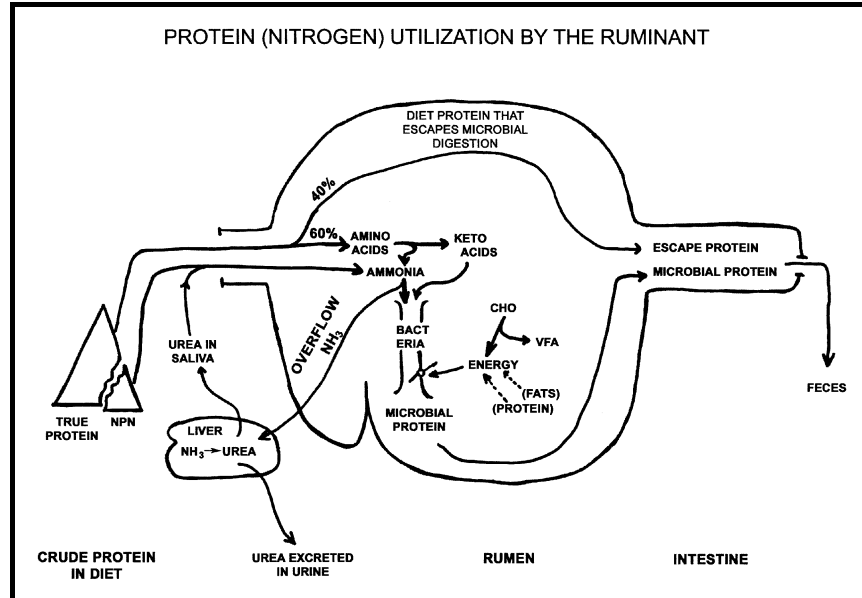 PROTEIN (NITROGEN) UTILIZATION BY THE RUMINANT
DIET PROTEIN THAT
ESCAPES MICROBIAL
DIGESTION
40%
60%
AMINO
ACIDS
KETO
ACIDS
AMMONIA
ESCAPE PROTEIN
MICROBIAL PROTEIN
OVERFLOW
NH3
BACT
ERIA
CHO
VFA
ENERGY
(FATS)
(PROTEIN)
MICROBIAL
PROTEIN
UREA IN
SALIVA
FECES
TRUE
PROTEIN
NPN
LIVER
NH3→UREA
CRUDE PROTEIN
IN DIET
UREA EXCRETED
IN URINE
RUMEN
INTESTINE